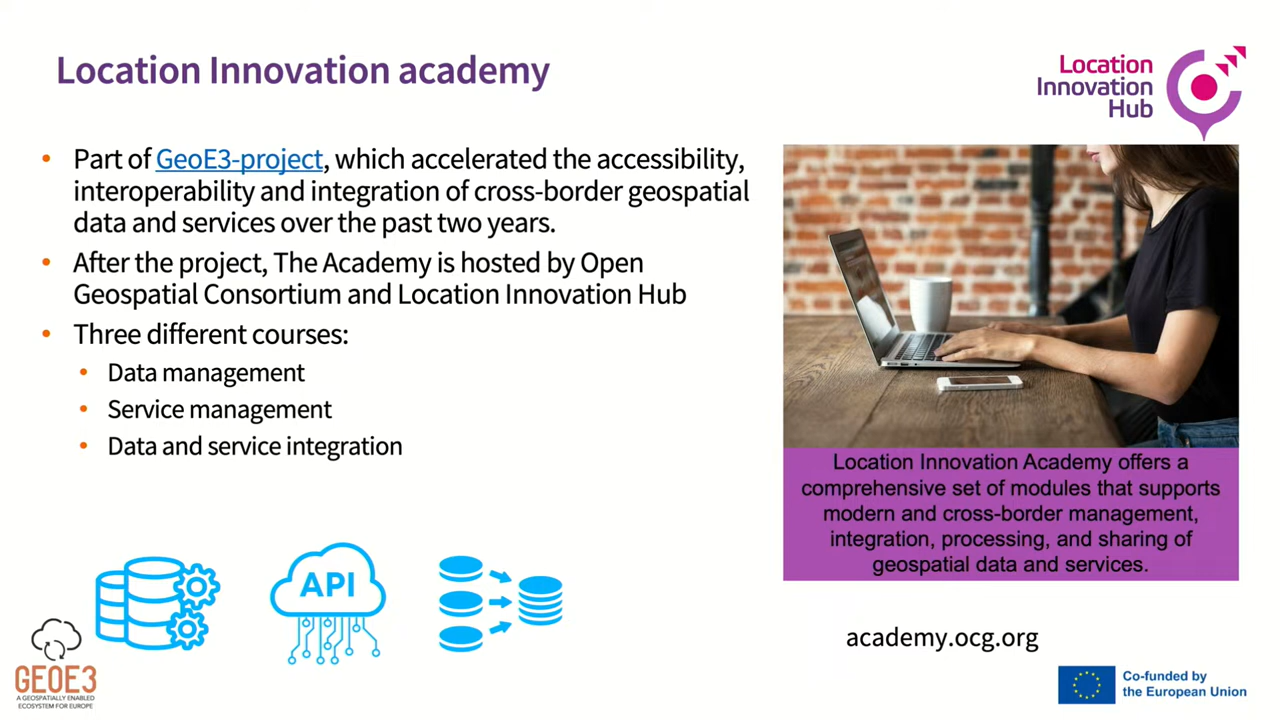 Location Innovation academy
Location
Innovation
Hub
• Part of GeoE3-project, which accelerated the accessibility,
interoperability and integration of cross-border geospatial
data and services over the past two years.
• After the project, The Academy is hosted by Open
Geospatial Consortium and Location Innovation Hub
• Three different courses:
• Data management
• Service management
• Data and service integration
Location Innovation Academy offers a
comprehensive set of modules that supports
modern and cross-border management,
integration, processing, and sharing of
geospatial data and services.
API
academy.ocg.org
GEOE3
A GEOSPATIALLY ENABLED
ECOSYSTEM FOR EUROPE
Co-funded by
the European Union